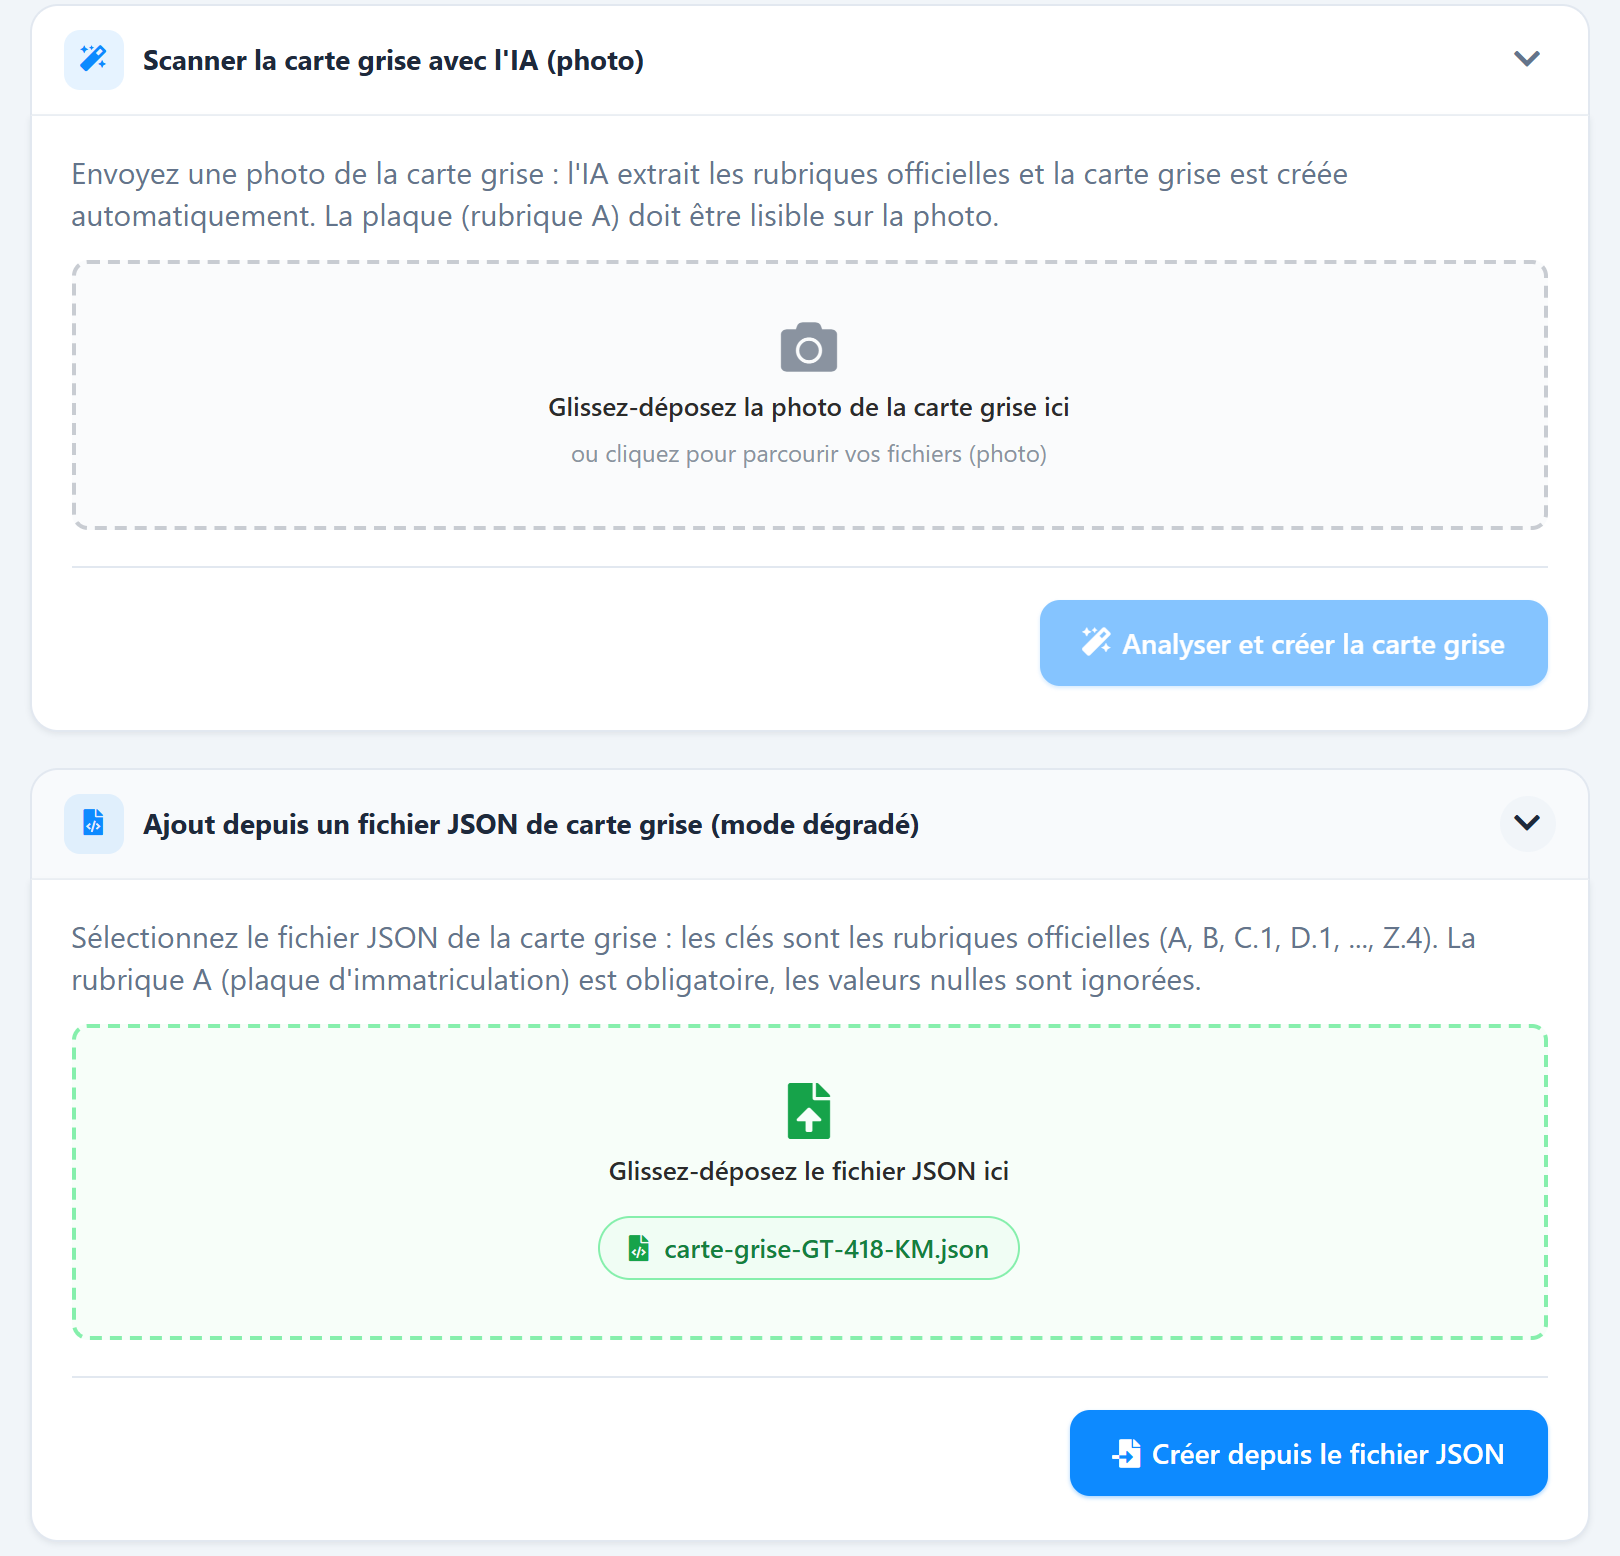 Scanner la carte grise avec l'IA (photo)
Envoyez une photo de la carte grise : l'IA extrait les rubriques officielles et la carte grise est créée
automatiquement. La plaque (rubrique A) doit être lisible sur la photo.
Glissez-déposez la photo de la carte grise ici
ou cliquez pour parcourir vos fichiers (photo)
Analyser et créer la carte grise
Ajout depuis un fichier JSON de carte grise (mode dégradé)
Sélectionnez le fichier JSON de la carte grise : les clés sont les rubriques officielles (A, B, C.1, D.1, ..., Z.4). La
rubrique A (plaque d'immatriculation) est obligatoire, les valeurs nulles sont ignorées.
Glissez-déposez le fichier JSON ici
carte-grise-GT-418-KM.json
Créer depuis le fichier JSON